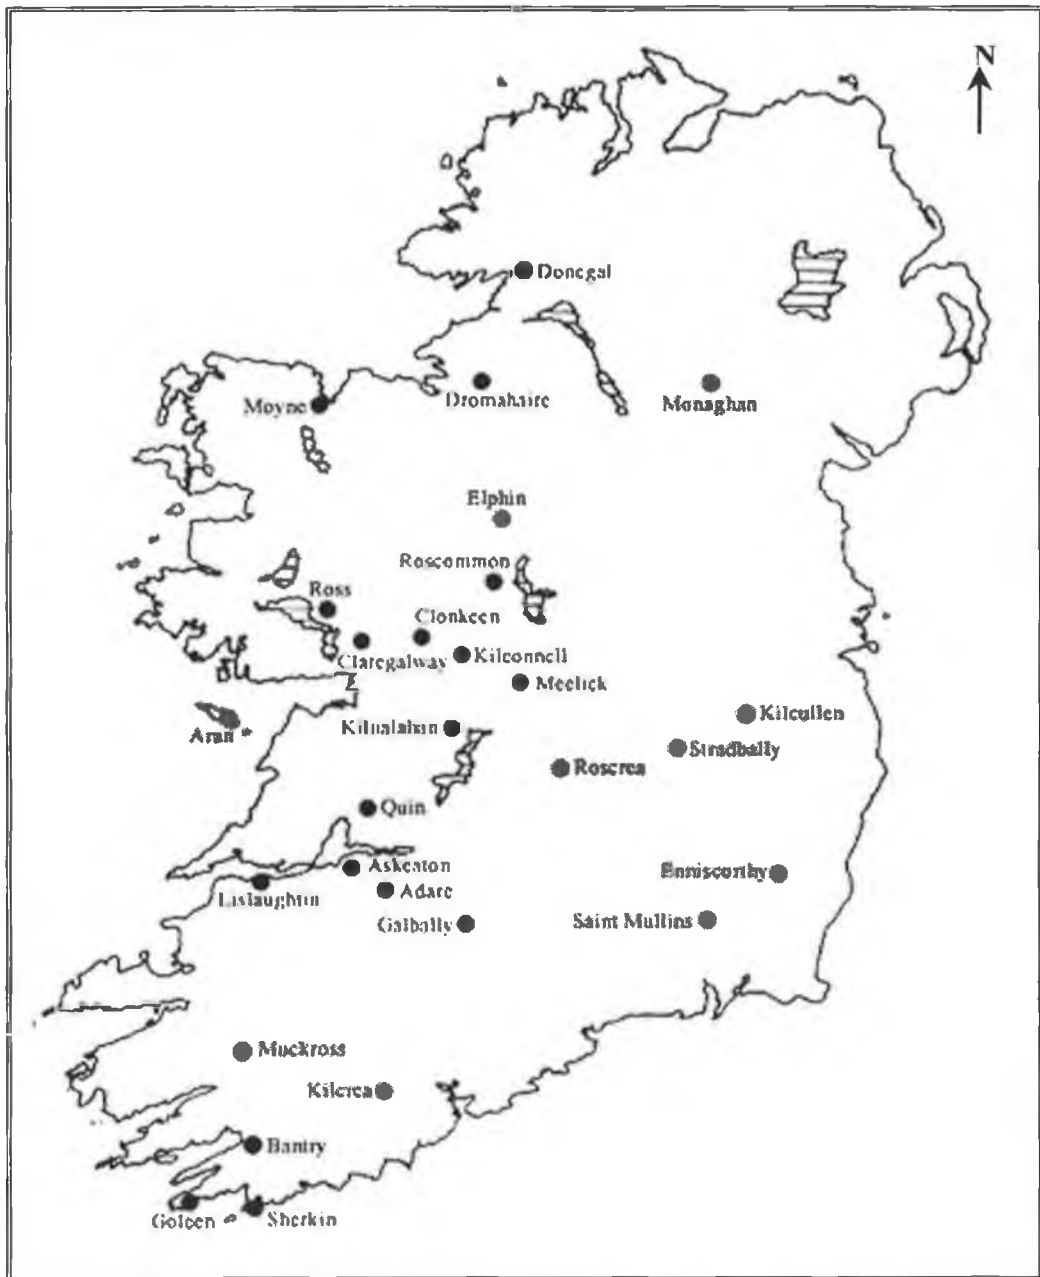 N
Donegal
Dromahaire
Monaghan
Moyne
Elphin
Roscommon
Ross
Clonkeen
Claregalway
Kilconnell
Meelick
Aran *
Kilnalahan
Kilcullen
Stradbally
Roscrea
Quin
Askeaton
Lislaughtin
Adare
Enniscorthy
Galbally
Saint Mullins
Muckross
Kilcrea
Bantry
Goleen
Sherkin